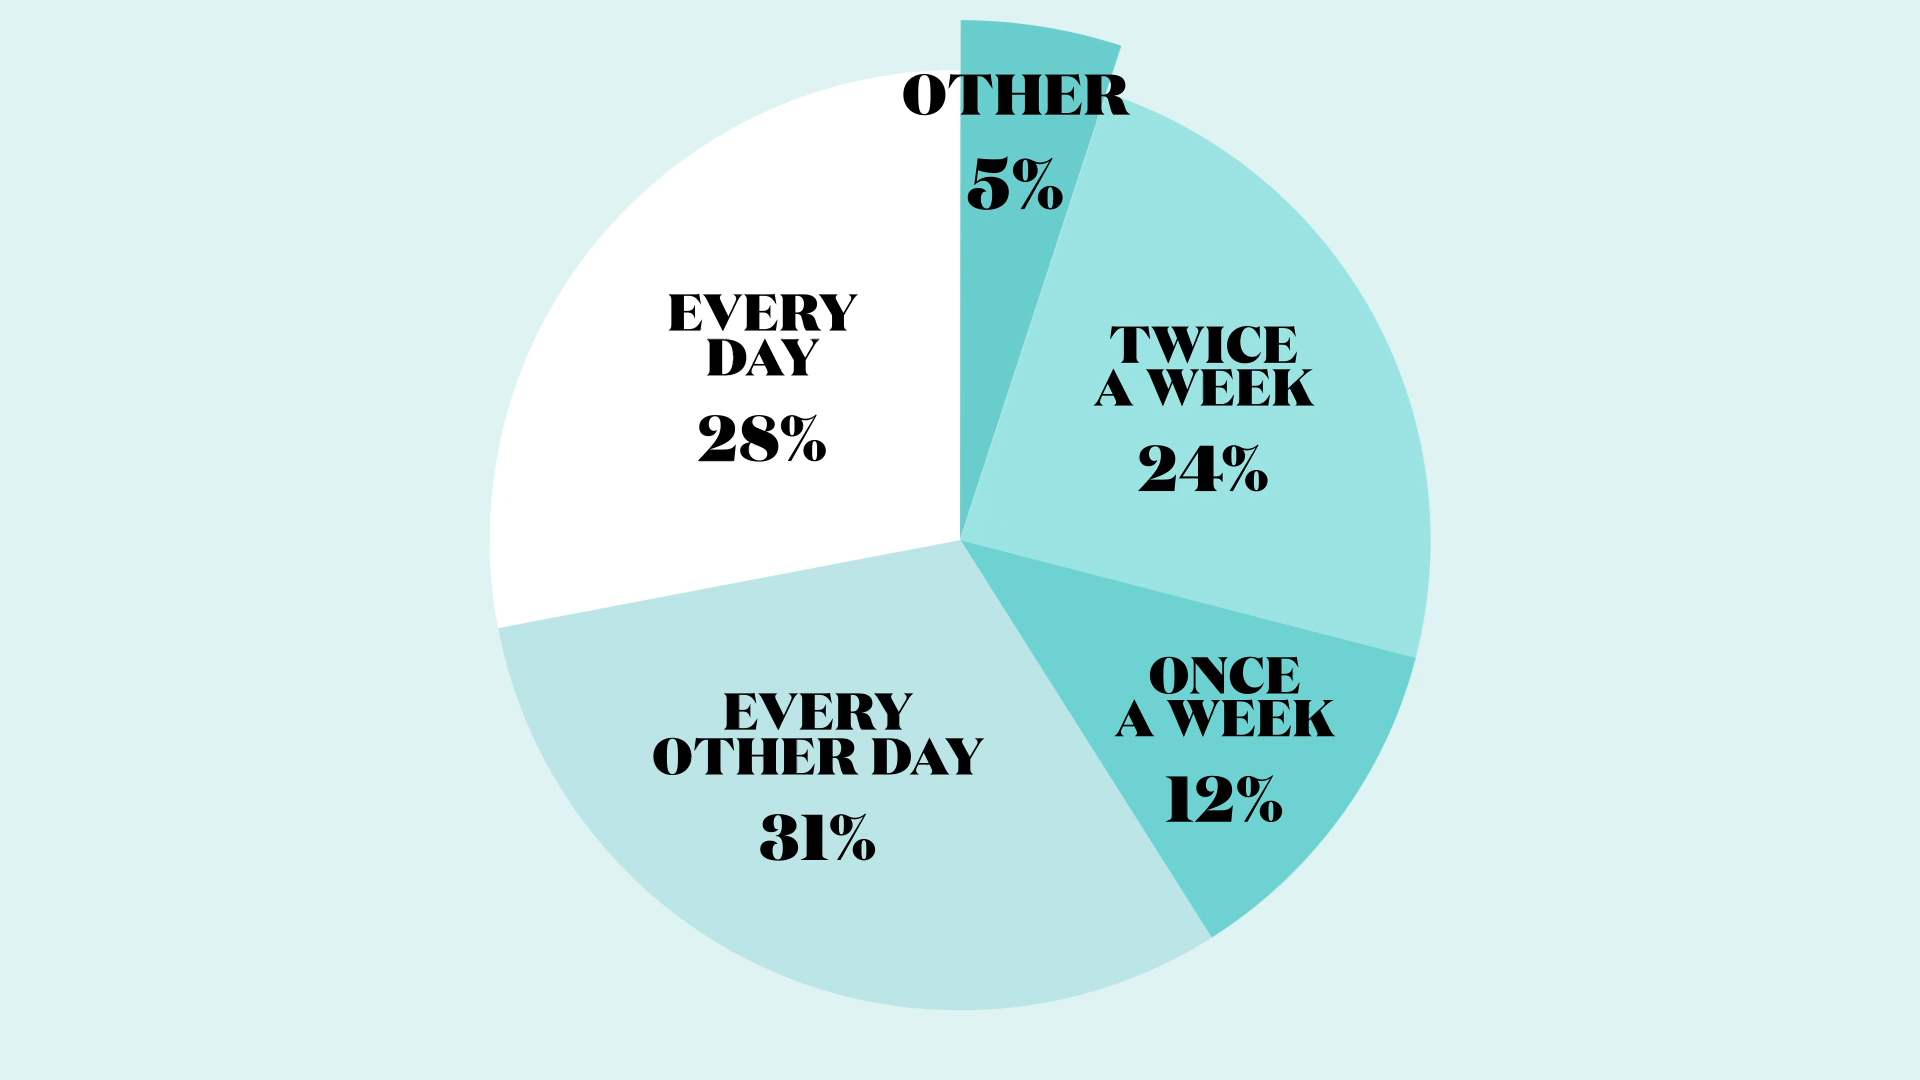 OTHER
5%
EVERY
DAY
28%
TWICE
A WEEK
24%
ONCE
A WEEK
12%
EVERY
OTHER DAY
31%